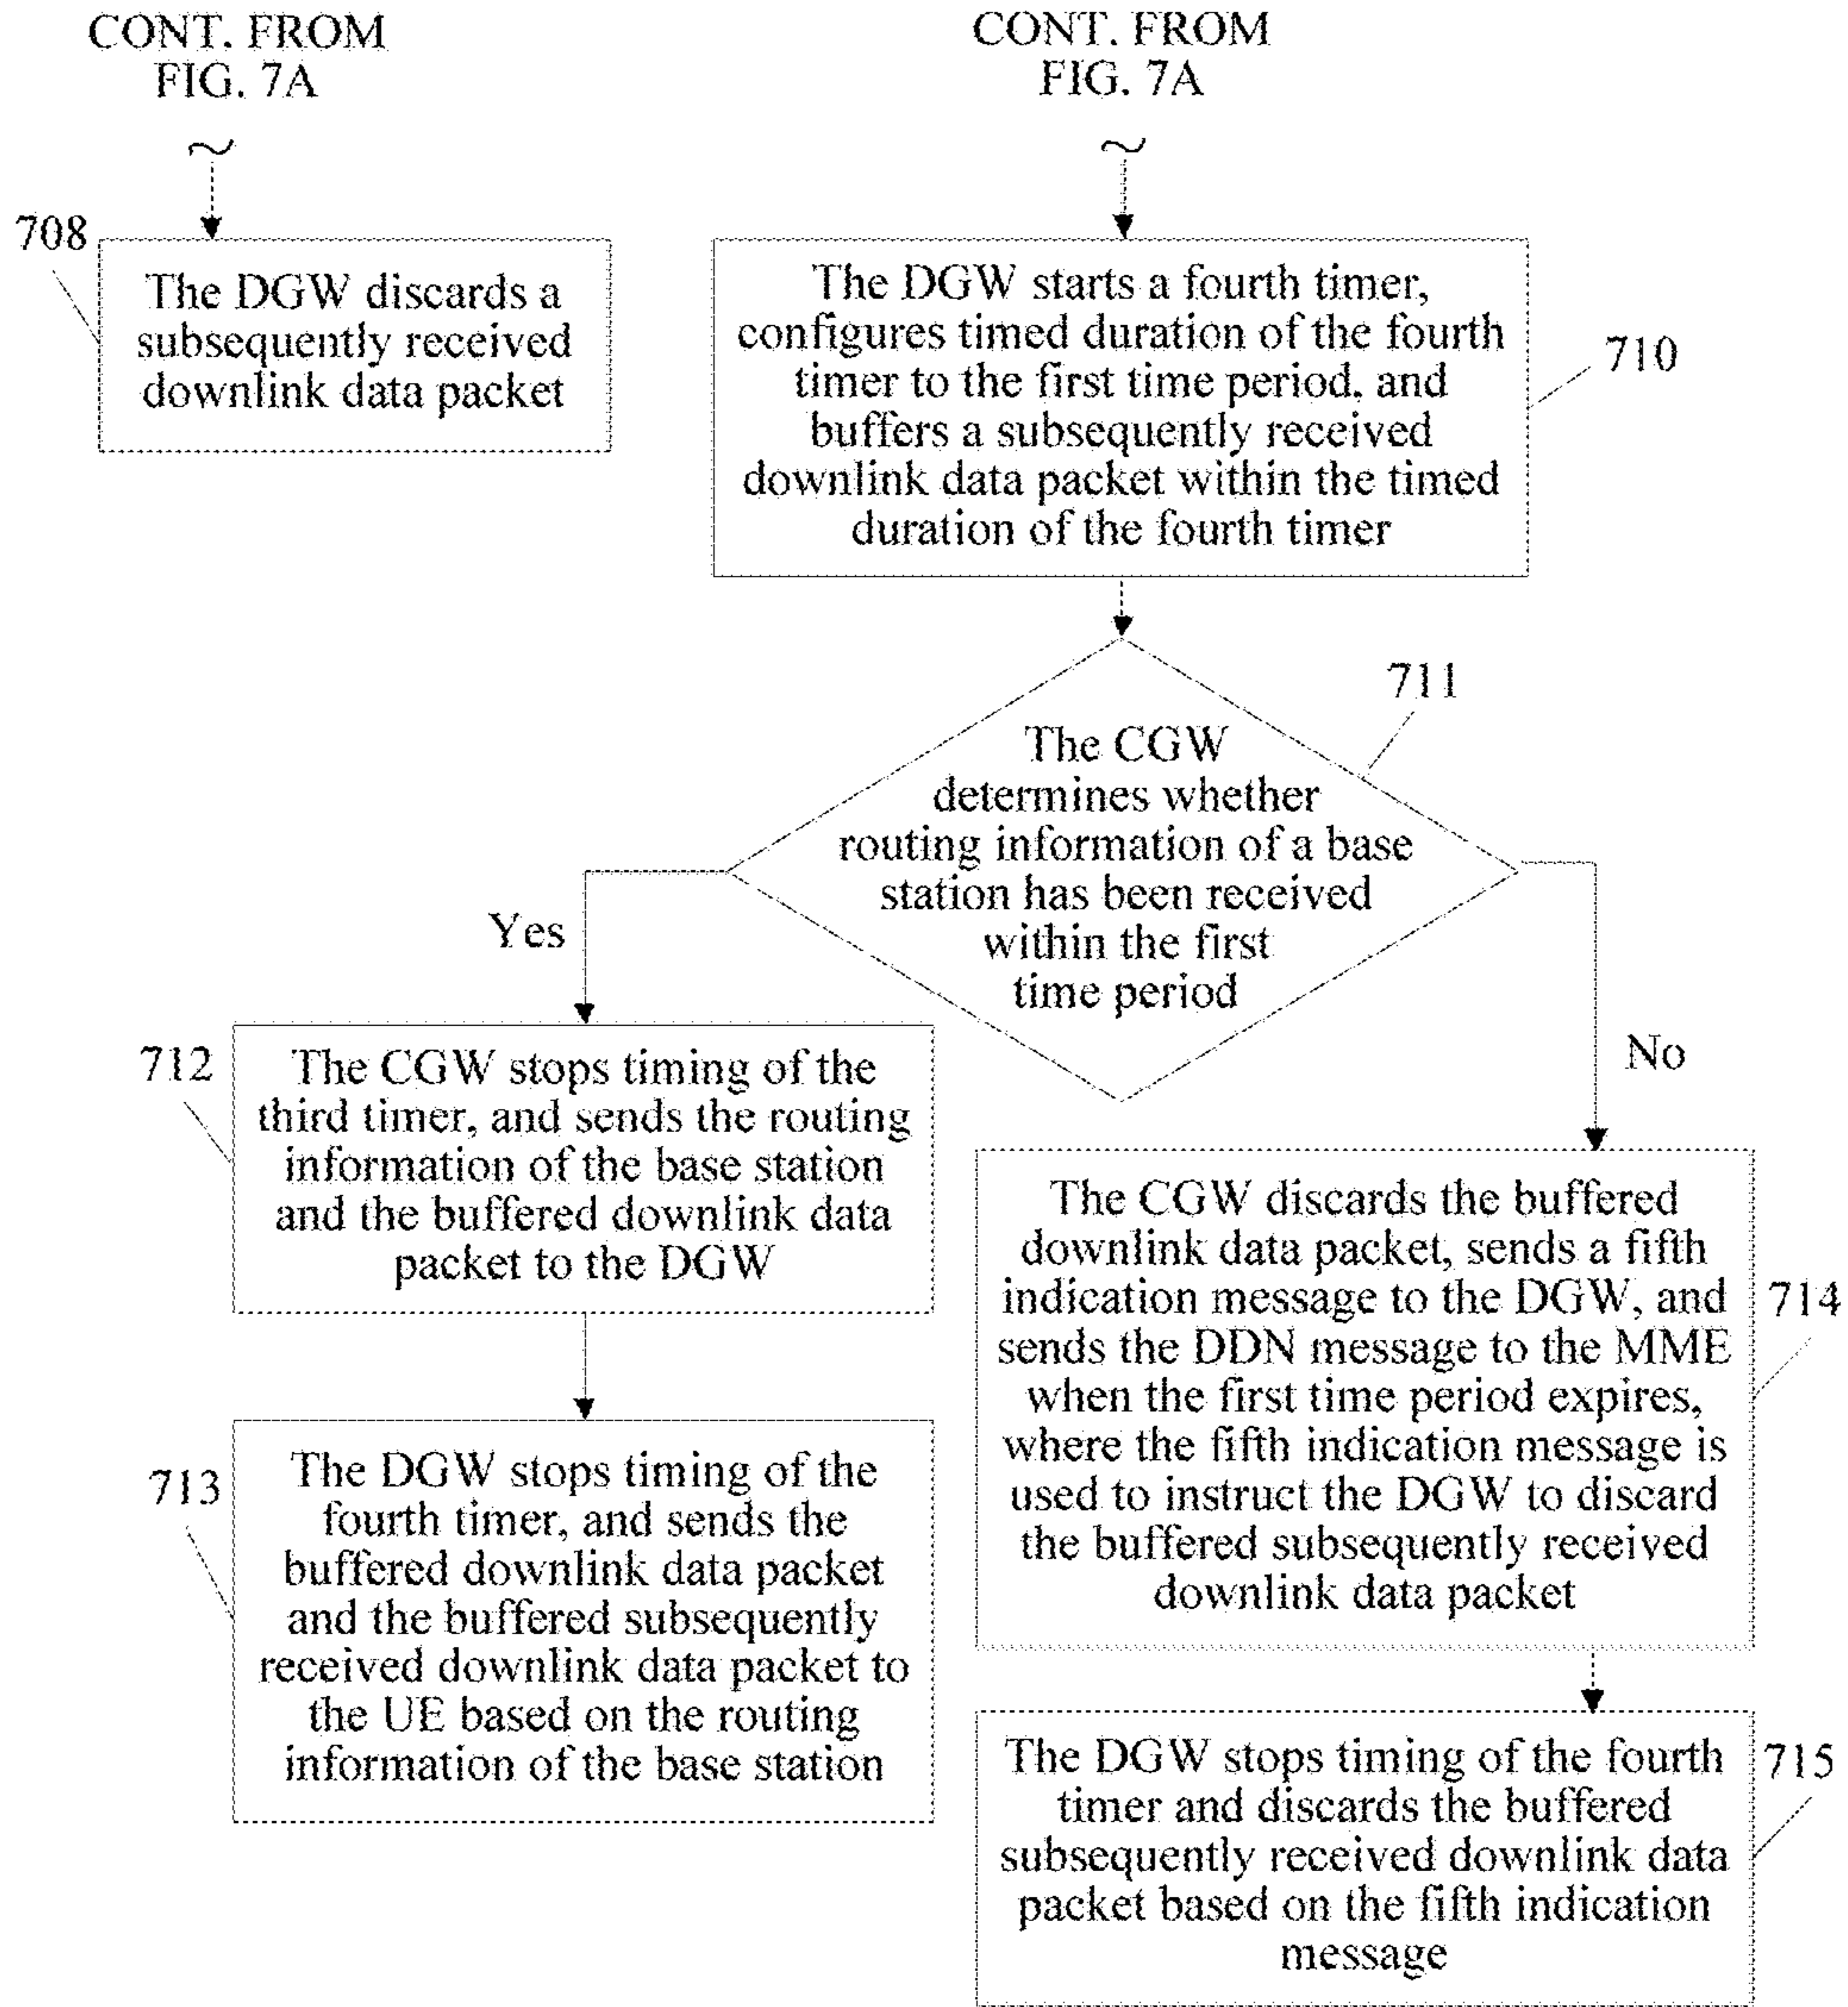 CONT. FROM
FIG. 7A
CONT. FROM
FIG. 7A
708
The DGW discards a
subsequently received
downlink data packet
The DGW starts a fourth timer,
configures timed duration of the fourth
timer to the first time period, and
buffers a subsequently received
downlink data packet within the timed
duration of the fourth timer
710
711
The CGW
determines whether
routing information of a base
station has been received
within the first
time period
Yes
No
712
The CGW stops timing of the
third timer, and sends the routing
information of the base station
and the buffered downlink data
packet to the DGW
713
The DGW stops timing of the
fourth timer, and sends the
buffered downlink data packet
and the buffered subsequently
received downlink data packet to
the UE based on the routing
information of the base station
The CGW discards the buffered
downlink data packet, sends a fifth
indication message to the DGW, and
sends the DDN message to the MME
when the first time period expires,
where the fifth indication message is
used to instruct the DGW to discard
the buffered subsequently received
downlink data packet
714
The DGW stops timing of the fourth
timer and discards the buffered
subsequently received downlink data
packet based on the fifth indication
message
715